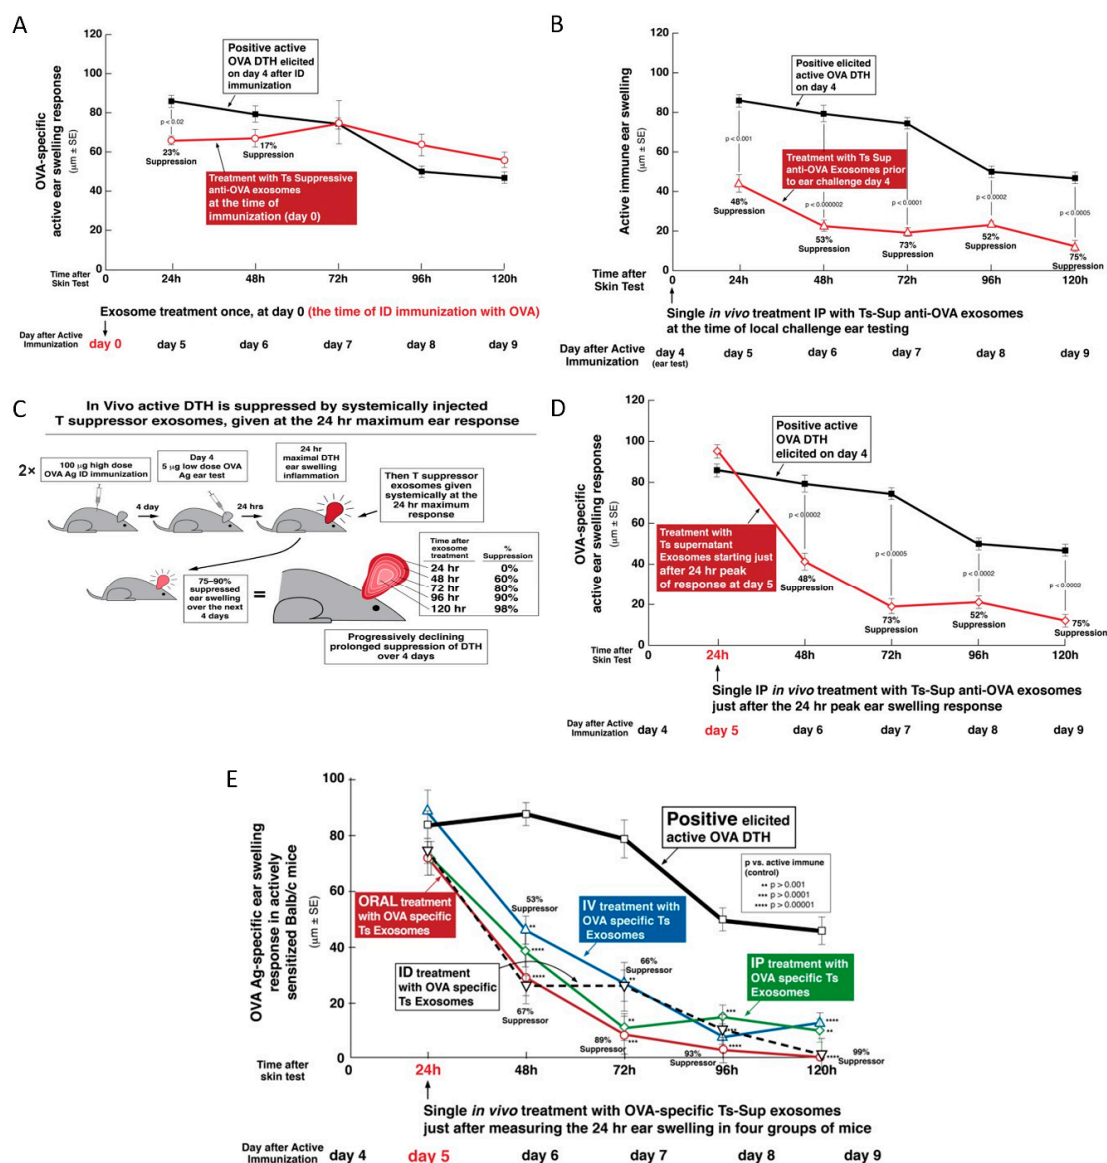 A
120
100
80
60
40
20
0
OVA-specific
active ear swelling response
(μm ± SE)
Positive active
OVA DTH elicited
on day 4 after ID
immunization
p < 0.02
23%
Suppression
17%
Suppression
Treatment with Ts Suppressive
anti-OVA exosomes
at the time of
immunization (day 0)
Time after
Skin Test
0
24h
48h
72h
96h
120h
Exosome treatment once, at day 0 (the time of ID immunization with OVA)
Day after Active
Immunization
day 0
day 5
day 6
day 7
day 8
day 9
B
120
100
80
60
40
20
0
Active immune ear swelling
(μm ± SE)
Positive elicited
active OVA DTH
on day 4
p <.001
Treatment with Ts Sup
anti-OVA Exosomes prior
to ear challenge day 4
p < 0.000002
p <0.0001
p <0.0002
p <0.0005
48%
Suppression
53%
Suppression
73%
Suppression
52%
Suppression
75%
Suppression
Time after
Skin Test
0
24h
48h
72h
96h
120h
Single in vivo treatment IP with Ts-Sup anti-OVA exosomes
at the time of local challenge ear testing
Day after Active
Immunization
day 4
(ear test)
day 5
day 6
day 7
day 8
day 9
C
In Vivo active DTH is suppressed by systemically injected
T suppressor exosomes, given at the 24 hr maximum ear response
2×
100 μg high dose
OVA Ag ID immunization
4 day
Day 4
5 μg low dose OVA
Ag ear test
24 hrs
24 hr
maximal DTH
ear swelling
inflammation
Then T suppressor
exosomes given
systemically at the
24 hr maximum
response
75–90%
suppressed
ear swelling
over the next
4 days
=
Time after
exosome
treatment
%
Suppression
24 hr 0%
48 hr 60%
72 hr 80%
96 hr 90%
120 hr 98%
Progressively declining
prolonged suppression of DTH
over 4 days
D
120
100
80
60
40
20
0
OVA-specific
active ear swelling response
(μm ± SE)
Positive active
OVA DTH
elicited on day 4
Treatment with
Ts supernatant
Exosomes starting just
after 24 hr peak
of response at day 5
p <0.0002
p <0.0005
p <0.0002
p <0.0002
48%
Suppression
73%
Suppression
52%
Suppression
75%
Suppression
Time after
Skin Test
0
24h
48h
72h
96h
120h
Single IP in vivo treatment with Ts-Sup anti-OVA exosomes
just after the 24 hr peak ear swelling response
Day after Active
Immunization
day 4
day 5
day 6
day 7
day 8
day 9
E
100
80
60
40
20
0
OVA Ag-specific ear swelling
response in actively
sensitized Balb/c mice
(μm ± SE)
Positive elicited
active OVA DTH
p vs. active immune
(control)
** p > 0.001
*** p > 0.0001
**** p > 0.00001
ORAL treatment
with OVA specific
Ts Exosomes
53%
Suppressor
IV treatment with
OVA specific Ts
Exosomes
ID treatment
with OVA specific
Ts Exosomes
66%
Suppressor
IP treatment with
OVA specific Ts
Exosomes
67%
Suppressor
89%
Suppressor
93%
Suppressor
99%
Suppressor
**
****
****
**
**
***
***
***
****
****
**
****
Time after
skin test
0
24h
48h
72h
96h
120h
Single in vivo treatment with OVA-specific Ts-Sup exosomes
just after measuring the 24 hr ear swelling in four groups of mice
Day after Active
Immunization
day 4
day 5
day 6
day 7
day 8
day 9